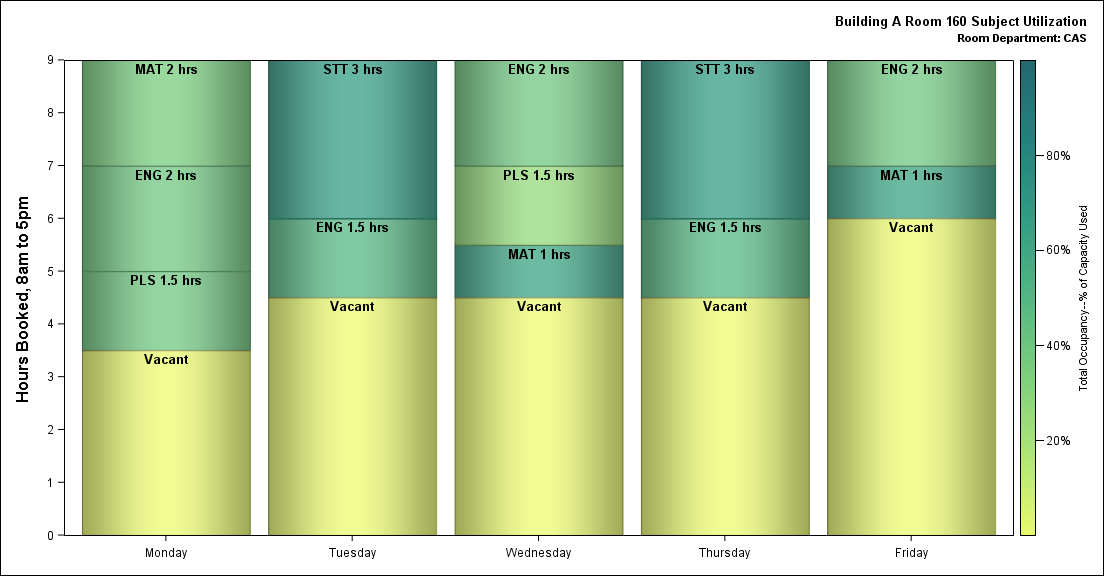 Building A Room 160 Subject Utilization
Room Department: CAS
Hours Booked, 8am to 5pm
9
8
7
6
5
4
3
2
1
0
MAT 2 hrs
ENG 2 hrs
PLS 1.5 hrs
Vacant
STT 3 hrs
ENG 1.5 hrs
Vacant
ENG 2 hrs
PLS 1.5 hrs
MAT 1 hrs
Vacant
STT 3 hrs
ENG 1.5 hrs
Vacant
ENG 2 hrs
MAT 1 hrs
Vacant
Monday
Tuesday
Wednesday
Thursday
Friday
80%
60%
40%
20%
Total Occupancy--% of Capacity Used